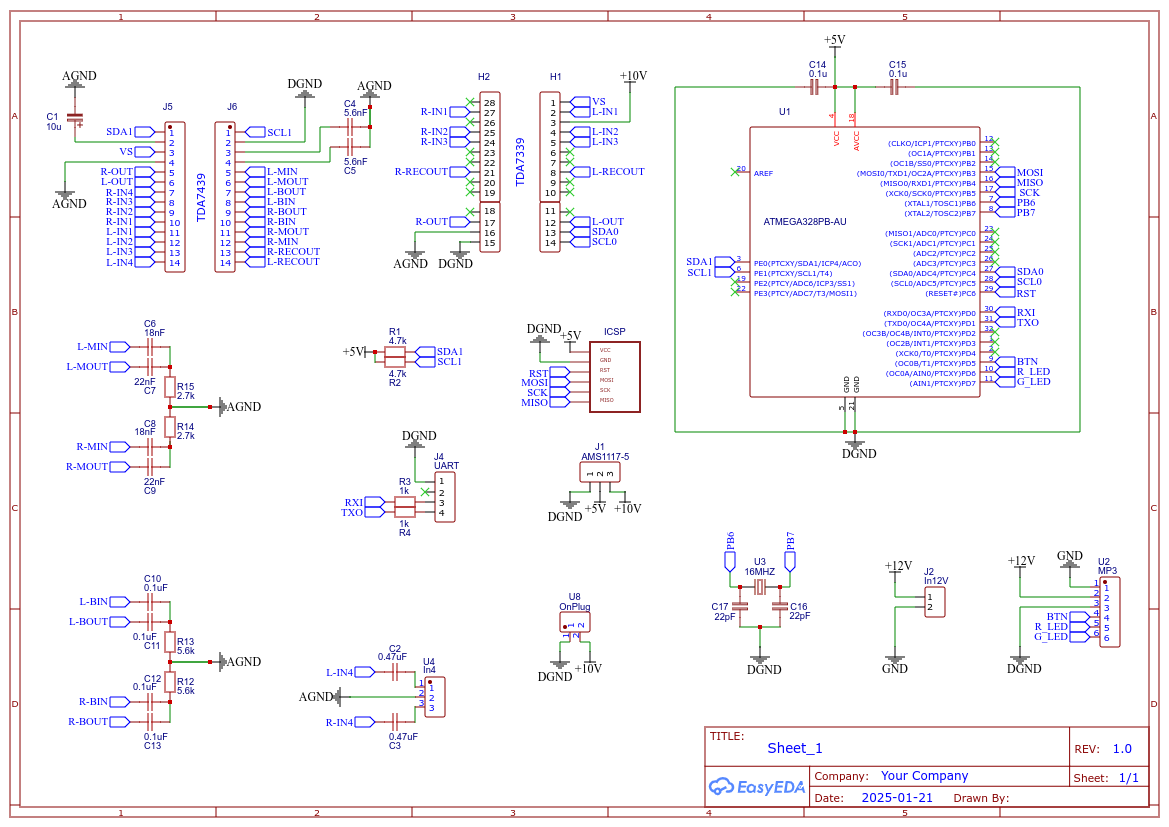 1 2 3 4 5
A
B
C
D
AGND
C1
10u
J5
SDA1
VS
R-OUT
L-OUT
R-IN4
R-IN3
R-IN2
R-IN1
L-IN1
L-IN2
L-IN3
L-IN4
1
2
3
4
5
6
7
8
9
10
11
12
13
14
AGND
TDA7439
J6
1
2
3
4
5
6
7
8
9
10
11
12
13
14
SCL1
L-MIN
L-MOUT
L-BOUT
L-BIN
R-BOUT
R-BIN
R-MOUT
R-MIN
R-RECOUT
L-RECOUT
DGND
AGND
C4
5.6nF
5.6nF
C5
H2
R-IN1
R-IN2
R-IN3
R-RECOUT
R-OUT
28
27
26
25
24
23
22
21
20
19
18
17
16
15
AGND
DGND
TDA7339
H1
+10V
1
2
3
4
5
6
7
8
9
10
11
12
13
14
VS
L-IN1
L-IN2
L-IN3
L-RECOUT
L-OUT
SDA0
SCL0
+5V
C14
0.1u
C15
0.1u
U1
4
VCC
18
AVCC
20
AREF
ATMEGA328PB-AU
SDA1 3 PE0(PTCXY/SDA1/ICP4/ACO)
SCL1 6 PE1(PTCXY/SCL1/T4)
19 PE2(PTCY/ADC6/ICP3/SS1)
22 PE3(PTCY/ADC7/T3/MOSI1)
(CLKO/ICP1/PTCXY)PB0 12
(OC1A/PTCXY)PB1 13
(OC1B/SS0/PTCXY)PB2 14
(MOSI0/TXD1/OC2A/PTCXY)PB3 15 MOSI
(MISO0/RXD1/PTCXY)PB4 16 MISO
(XCK0/SCK0/PTCXY)PB5 17 SCK
(XTAL1/TOSC1)PB6 7 PB6
(XTAL2/TOSC2)PB7 8 PB7
(MISO1/ADC0/PTCXY)PC0 23
(SCK1/ADC1/PTCXY)PC1 24
(ADC2/PTCXY)PC2 25
(ADC3/PTCXY)PC3 26
(SDA0/ADC4/PTCXY)PC4 27 SDA0
(SCL0/ADC5/PTCXY)PC5 28 SCL0
(RESET#)PC6 29 RST
(RXD0/OC3A/PTCXY)PD0 30 RXI
(TXD0/OC4A/PTCXY)PD1 31 TXO
(OC3B/OC4B/INT0/PTCXY)PD2 32
(OC2B/INT1/PTCXY)PD3 1
(XCK0/T0/PTCXY)PD4 2
(OC0B/T1/PTCXY)PD5 9 BTN
(OC0A/AIN0/PTCXY)PD6 10 R_LED
(AIN1/PTCXY)PD7 11 G_LED
GND
GND
5
21
DGND
C6
18nF
L-MIN
L-MOUT
22nF
C7
R15
2.7k
AGND
R14
2.7k
C8
18nF
R-MIN
R-MOUT
22nF
C9
+5V
R1
4.7k
SDA1
SCL1
4.7k
R2
DGND
+5V
ICSP
VCC
GND
RST RST
MOSI MOSI
SCK SCK
MISO MISO
DGND
J4
UART
R3
1k
RXI
TXO
1k
R4
1
2
3
4
J1
AMS1117-5
1 2 3
DGND
+5V
+10V
C10
0.1uF
L-BIN
L-BOUT
0.1uF
C11
R13
5.6k
AGND
R12
5.6k
C12
0.1uF
R-BIN
R-BOUT
0.1uF
C13
C2
0.47uF
L-IN4
AGND
R-IN4
0.47uF
C3
U4
In4
1 1
2 2
3 3
U8
OnPlug
1 2
1 2
DGND
+10V
PB6
PB7
U3
16MHZ
C17
22pF
C16
22pF
DGND
+12V
J2
In12V
1
2
GND
+12V
GND
U2
MP3
1 1
2 2
3 3
BTN 4 4
R_LED 5 5
G_LED 6 6
DGND
TITLE:
Sheet_1
REV: 1.0
EasyEDA
Company: Your Company
Sheet: 1/1
Date: 2025-01-21 Drawn By:
A
B
C
D
1 2 3 4 5